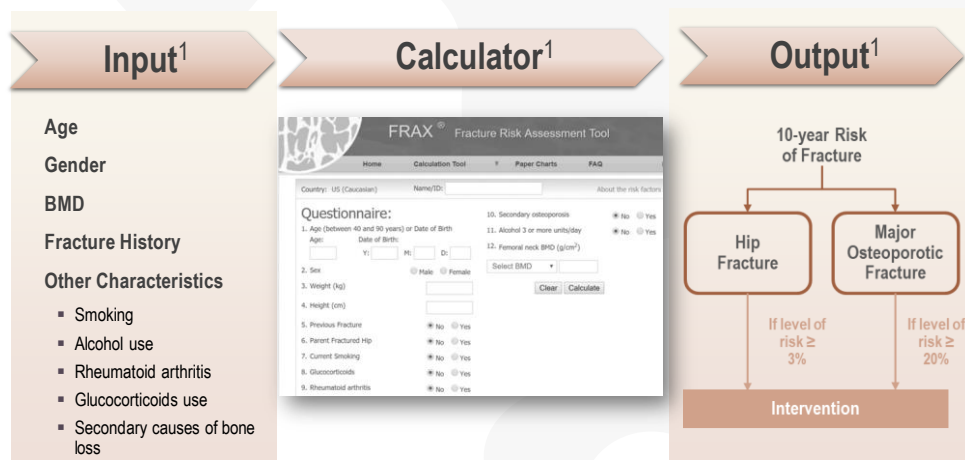 Input1
Age
Gender
BMD
Fracture History
Other Characteristics
▪ Smoking
▪ Alcohol use
▪ Rheumatoid arthritis
▪ Glucocorticoids use
▪ Secondary causes of bone
loss
Calculator1
FRAX ® Fracture Risk Assessment Tool
Home Calculation Tool ▼ Paper Charts FAQ
Country: US (Caucasian) Name/ID: About the risk factors
Questionnaire:
1. Age (between 40 and 90 years) or Date of Birth
Age: Date of Birth:
Y: M: D:
2. Sex Male Female
3. Weight (kg)
4. Height (cm)
5. Previous Fracture No Yes
6. Parent Fractured Hip No Yes
7. Current Smoking No Yes
8. Glucocorticoids No Yes
9. Rheumatoid arthritis No Yes
10. Secondary osteoporosis No Yes
11. Alcohol 3 or more units/day No Yes
12. Femoral neck BMD (g/cm2)
Select BMD
Clear Calculate
Output1
10-year Risk
of Fracture
Hip
Fracture
Major
Osteoporotic
Fracture
If level of
risk ≥
3%
If level of
risk ≥
20%
Intervention